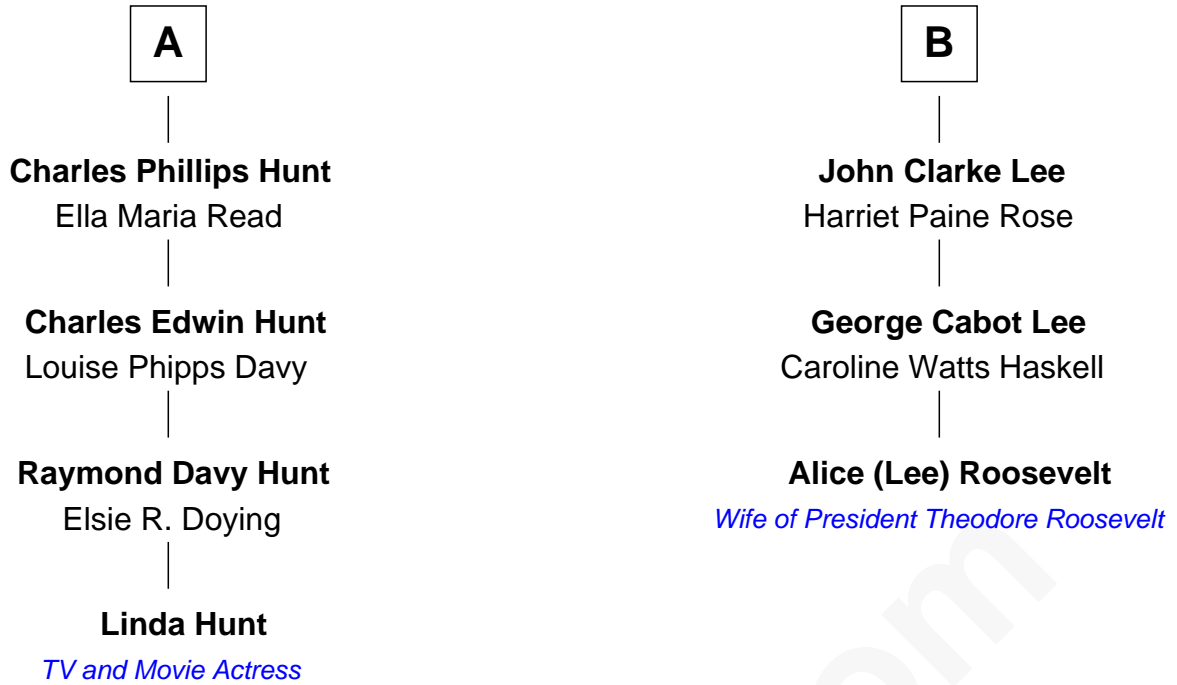 A
Charles Phillips Hunt
Ella Maria Read
Charles Edwin Hunt
Louise Phipps Davy
Raymond Davy Hunt
Elsie R. Doying
Linda Hunt
TV and Movie Actress
B
John Clarke Lee
Harriet Paine Rose
George Cabot Lee
Caroline Watts Haskell
Alice (Lee) Roosevelt
Wife of President Theodore Roosevelt
om